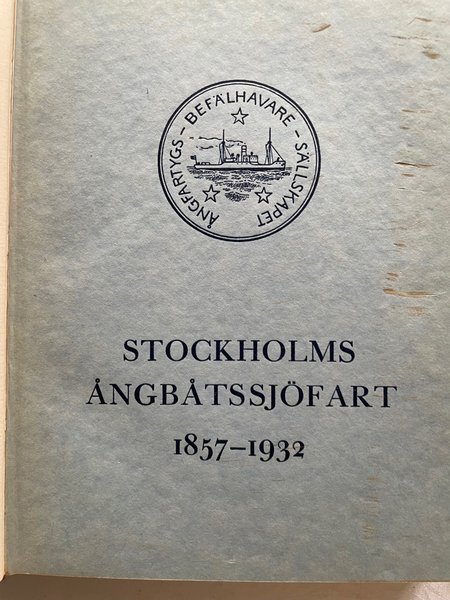 ÅNGFARTYGS - BEFÄLHAVARE - SÄLLSKAPET
STOCKHOLMS
ÅNGBÅTSSJÖFART
1857–1932